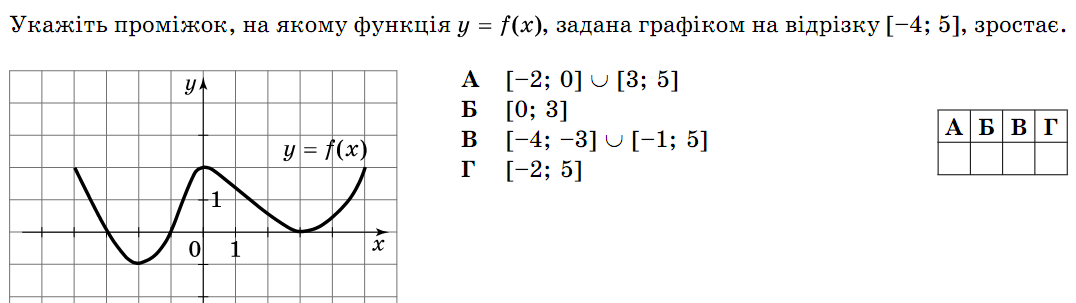 Укажіть проміжок, на якому функція y = f(x), задана графіком на відрізку [−4; 5], зростає.
y
y = f(x)
1
0 1 x
А [−2; 0] ∪ [3; 5]
Б [0; 3]
В [−4; −3] ∪ [−1; 5]
Г [−2; 5]
А Б В Г